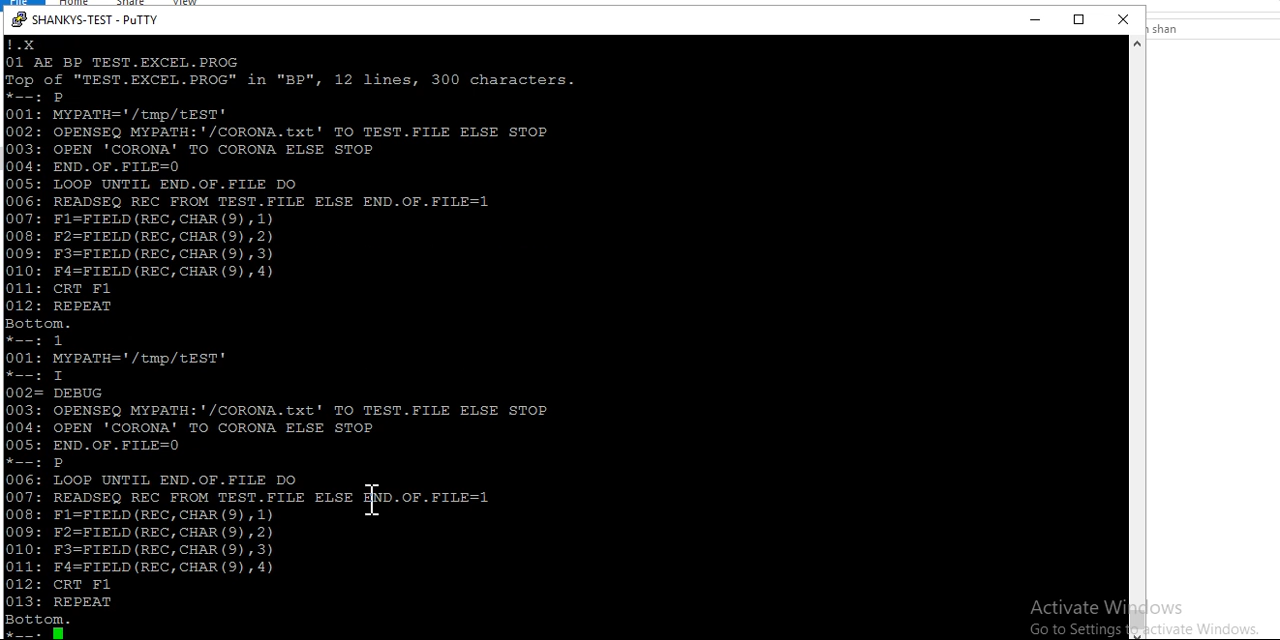 File Home Share View
SHANKYS-TEST - PuTTY
shan
!.X
01 AE BP TEST.EXCEL.PROG
Top of "TEST.EXCEL.PROG" in "BP", 12 lines, 300 characters.
*--: P
001: MYPATH='/tmp/tEST'
002: OPENSEQ MYPATH:'/CORONA.txt' TO TEST.FILE ELSE STOP
003: OPEN 'CORONA' TO CORONA ELSE STOP
004: END.OF.FILE=0
005: LOOP UNTIL END.OF.FILE DO
006: READSEQ REC FROM TEST.FILE ELSE END.OF.FILE=1
007: F1=FIELD(REC,CHAR(9),1)
008: F2=FIELD(REC,CHAR(9),2)
009: F3=FIELD(REC,CHAR(9),3)
010: F4=FIELD(REC,CHAR(9),4)
011: CRT F1
012: REPEAT
Bottom.
*--: 1
001: MYPATH='/tmp/tEST'
*--: I
002= DEBUG
003: OPENSEQ MYPATH:'/CORONA.txt' TO TEST.FILE ELSE STOP
004: OPEN 'CORONA' TO CORONA ELSE STOP
005: END.OF.FILE=0
*--: P
006: LOOP UNTIL END.OF.FILE DO
007: READSEQ REC FROM TEST.FILE ELSE END.OF.FILE=1
008: F1=FIELD(REC,CHAR(9),1)
009: F2=FIELD(REC,CHAR(9),2)
010: F3=FIELD(REC,CHAR(9),3)
011: F4=FIELD(REC,CHAR(9),4)
012: CRT F1
013: REPEAT
Bottom.
*--:
Activate Windows
Go to Settings to activate Windows.